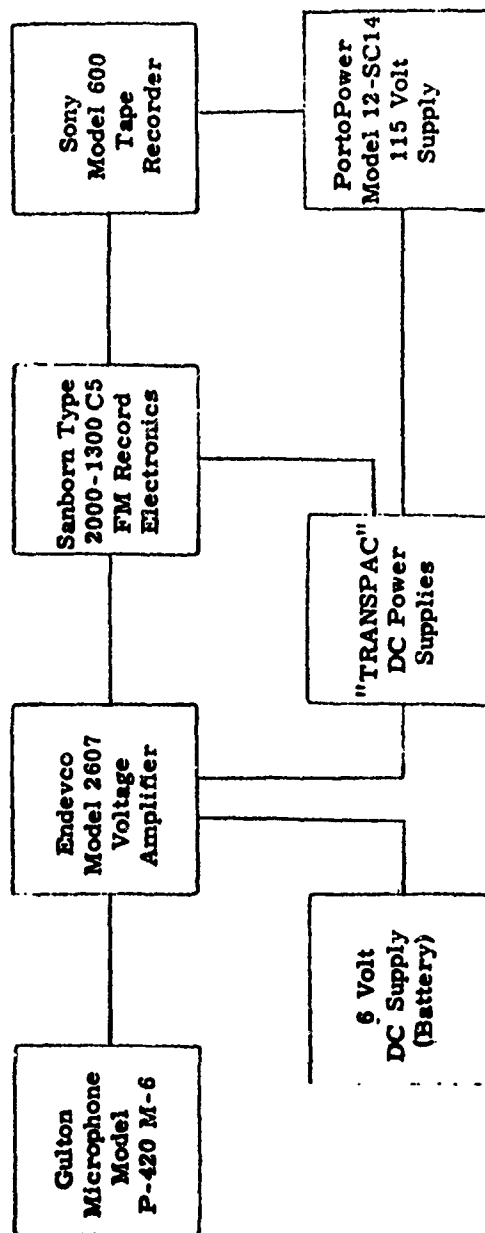 Gulton
Microphone
Model
P-420 M-6
Endevco
Model 2607
Voltage
Amplifier
Sanborn Type
2000-1300 C5
FM Record
Electronics
Sony
Model 600
Tape
Recorder
6 Volt
DC Supply
(Battery)
"TRANSPAC"
DC Power
Supplies
PortoPower
Model 12-SC14
115 Volt
Supply